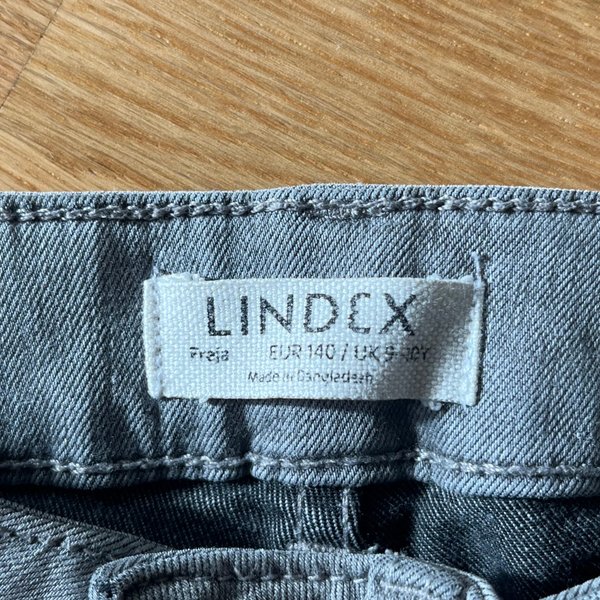 LINDEX
Freja EUR 140 / UK 9-10Y
Made in Bangladesh